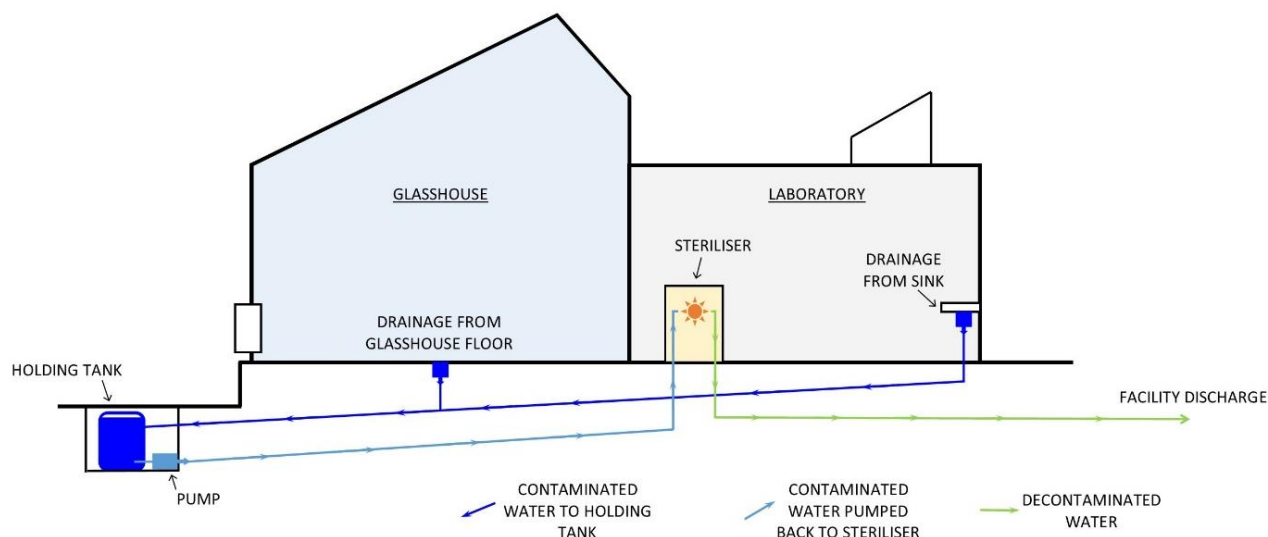 GLASSHOUSE
LABORATORY
STERILISER
DRAINAGE
FROM SINK
DRAINAGE FROM
GLASSHOUSE FLOOR
HOLDING TANK
FACILITY DISCHARGE
PUMP
CONTAMINATED
WATER TO HOLDING
TANK
CONTAMINATED
WATER PUMPED
BACK TO STERILISER
DECONTAMINATED
WATER